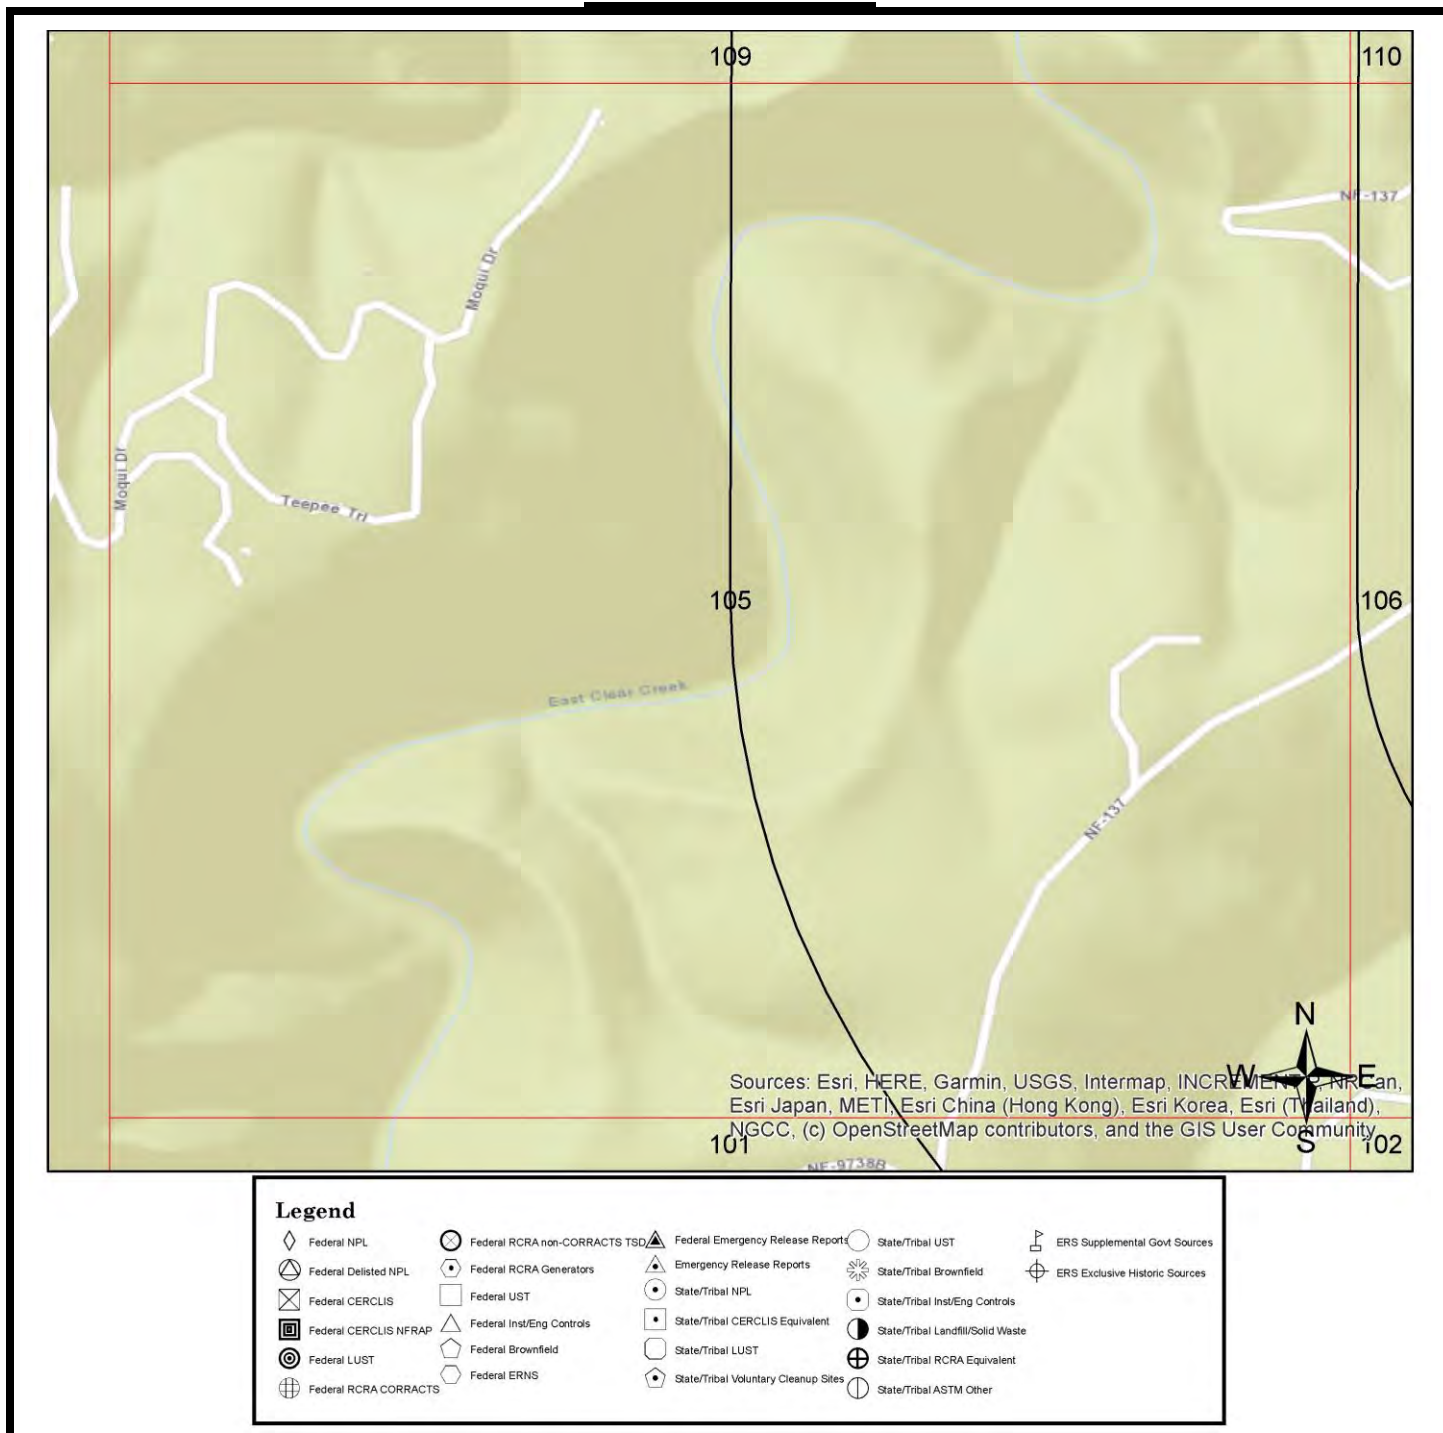 109
110
NF-137
Moqui Dr
Moqui Dr
Teepee Trl
105
106
East Clear Creek
NF-137
N
W
E
S
Sources: Esri, HERE, Garmin, USGS, Intermap, INCREMENT P, NRCan,
Esri Japan, METI, Esri China (Hong Kong), Esri Korea, Esri (Thailand),
NGCC, (c) OpenStreetMap contributors, and the GIS User Community
101
102
NF-9738B
Legend
Federal NPL
Federal Delisted NPL
Federal CERCLIS
Federal CERCLIS NFRAP
Federal LUST
Federal RCRA CORRACTS
Federal RCRA non-CORRACTS TSD
Federal RCRA Generators
Federal UST
Federal Inst/Eng Controls
Federal Brownfield
Federal ERNS
Federal Emergency Release Reports
Emergency Release Reports
State/Tribal NPL
State/Tribal CERCLIS Equivalent
State/Tribal LUST
State/Tribal Voluntary Cleanup Sites
State/Tribal UST
State/Tribal Brownfield
State/Tribal Inst/Eng Controls
State/Tribal Landfill/Solid Waste
State/Tribal RCRA Equivalent
State/Tribal ASTM Other
ERS Supplemental Govt Sources
ERS Exclusive Historic Sources